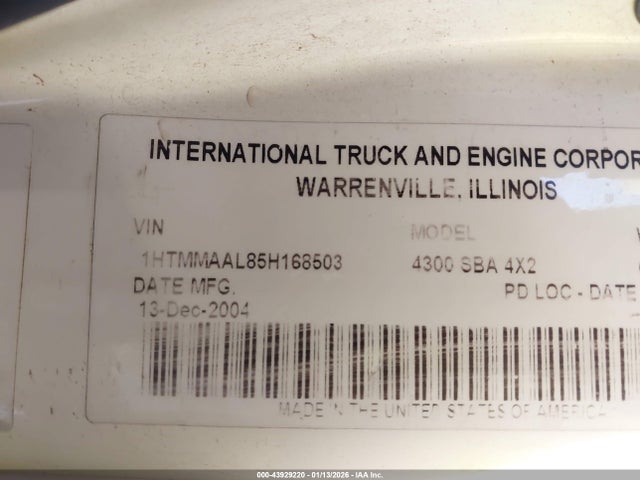 INTERNATIONAL TRUCK AND ENGINE CORPOR
WARRENVILLE, ILLINOIS
VIN MODEL
1HTMMAAL85H168503 4300 SBA 4X2
DATE MFG. PD LOC - DATE
13-Dec-2004
MADE IN THE UNITED STATES OF AMERICA
000-43929220 - 01/13/2026 - IAA Inc.